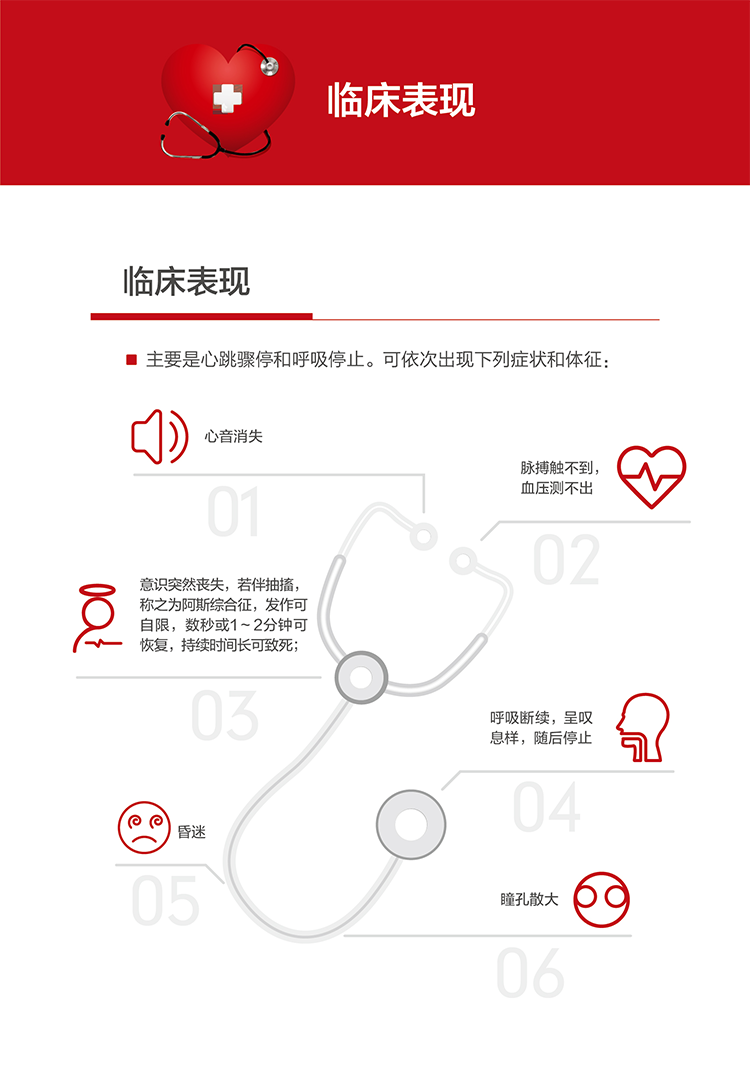 临床表现
临床表现
主要是心跳骤停和呼吸停止。可依次出现下列症状和体征：
心音消失
01
脉搏触不到，
血压测不出
02
意识突然丧失，若伴抽搐，
称之为阿斯综合征，发作可
自限，数秒或1～2分钟可
恢复，持续时间长可致死；
03
呼吸断续，呈叹
息样，随后停止
04
昏迷
05
瞳孔散大
06